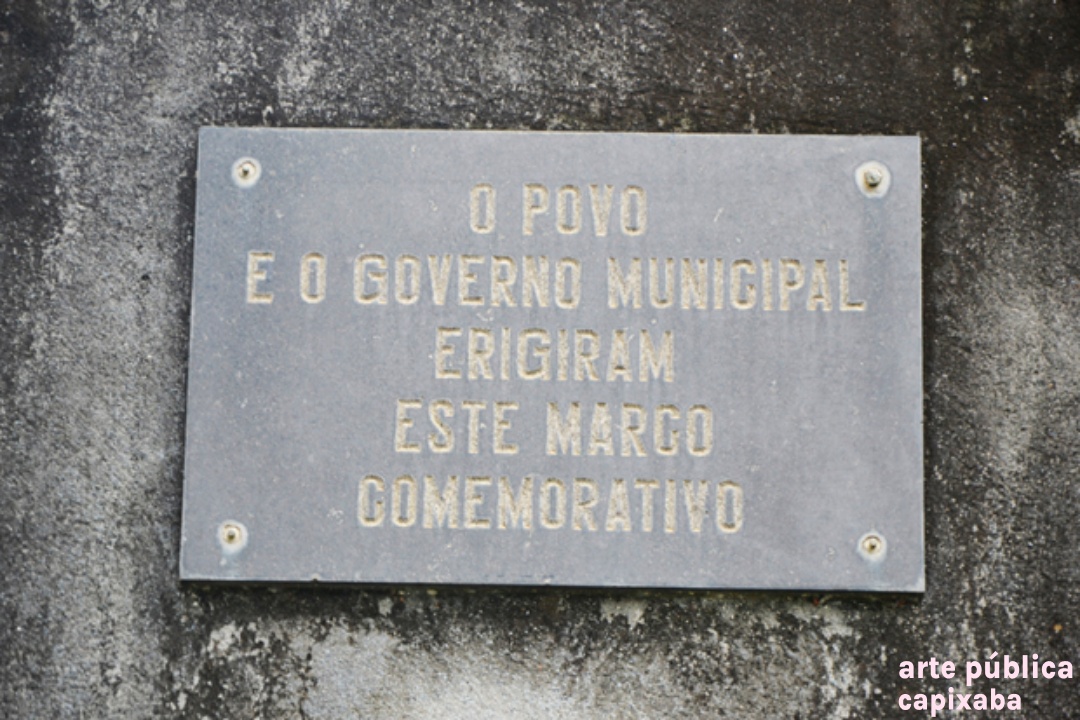 O POVO
E O GOVERNO MUNICIPAL
ERIGIRAM
ESTE MARCO
COMEMORATIVO
arte pública
capixaba